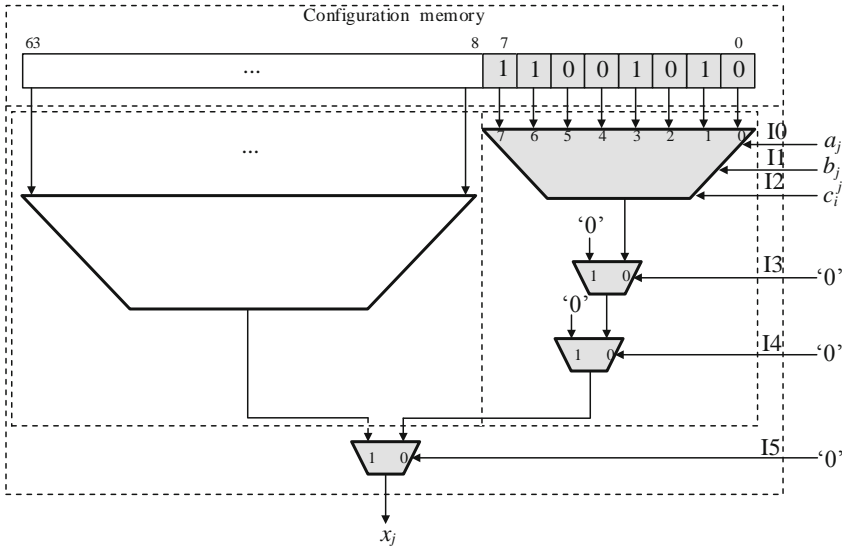 Configuration memory
63 8 7 0
... 1 1 0 0 1 0 1 0
7 6 5 4 3 2 1 0 I0 a_j
... I1 b_j
I2 c_i^j
‘0’
1 0 I3 ‘0’
‘0’
1 0 I4 ‘0’
1 0 I5 ‘0’
x_j